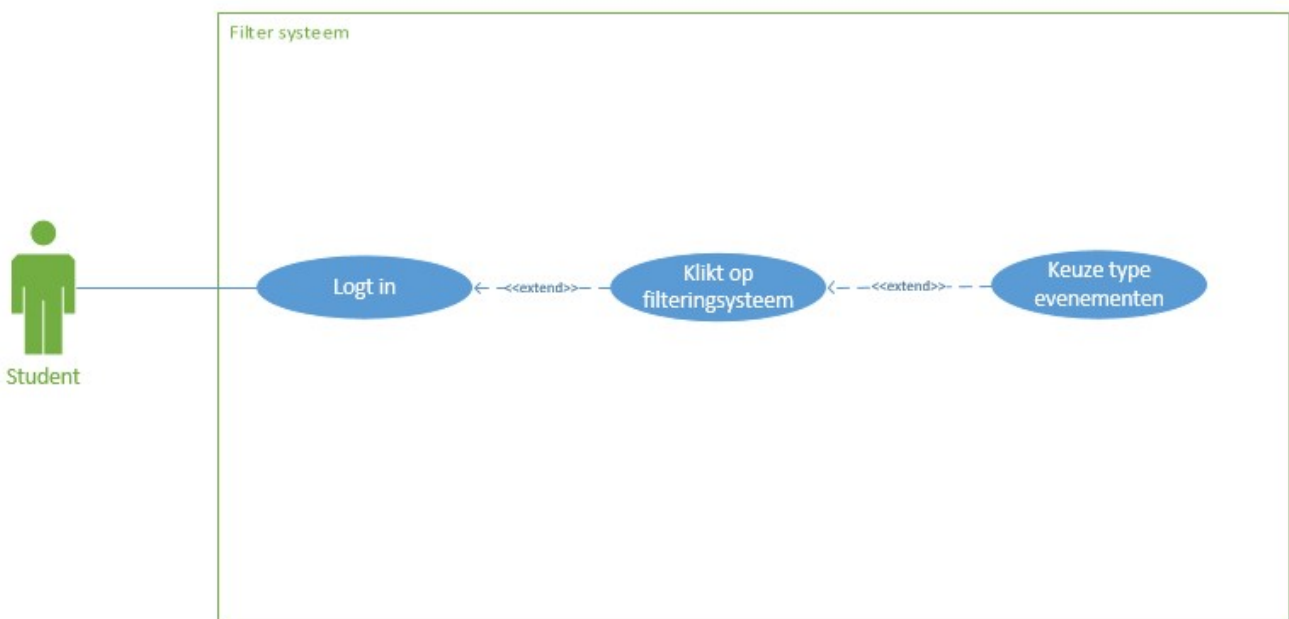 Filter systeem
Logt in
<<extend>>
Klikt op
filteringsysteem
<<extend>>
Keuze type
evenementen
Student